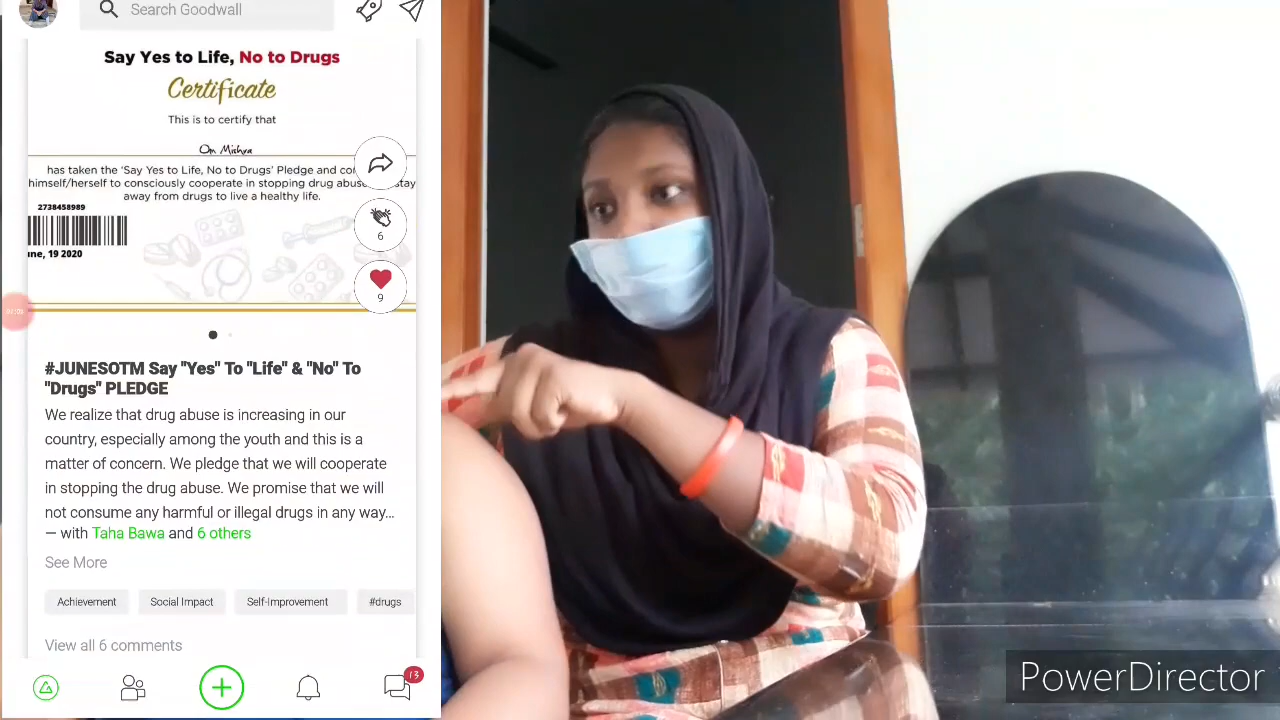 Search Goodwall
Say Yes to Life, No to Drugs
Certificate
This is to certify that
Om Mishra
has taken the 'Say Yes to Life, No to Drugs' Pledge and
himself/herself to consciously cooperate in stopping drug stay
away from drugs to live a healthy life.
2738458989
une, 19 2020
6
9
#JUNESOTM Say "Yes" To "Life" & "No" To
"Drugs" PLEDGE
We realize that drug abuse is increasing in our
country, especially among the youth and this is a
matter of concern. We pledge that we will cooperate
in stopping the drug abuse. We promise that we will
not consume any harmful or illegal drugs in any way...
— with Taha Bawa and 6 others
See More
Achievement Social Impact Self-Improvement #drugs
View all 6 comments
13
PowerDirector